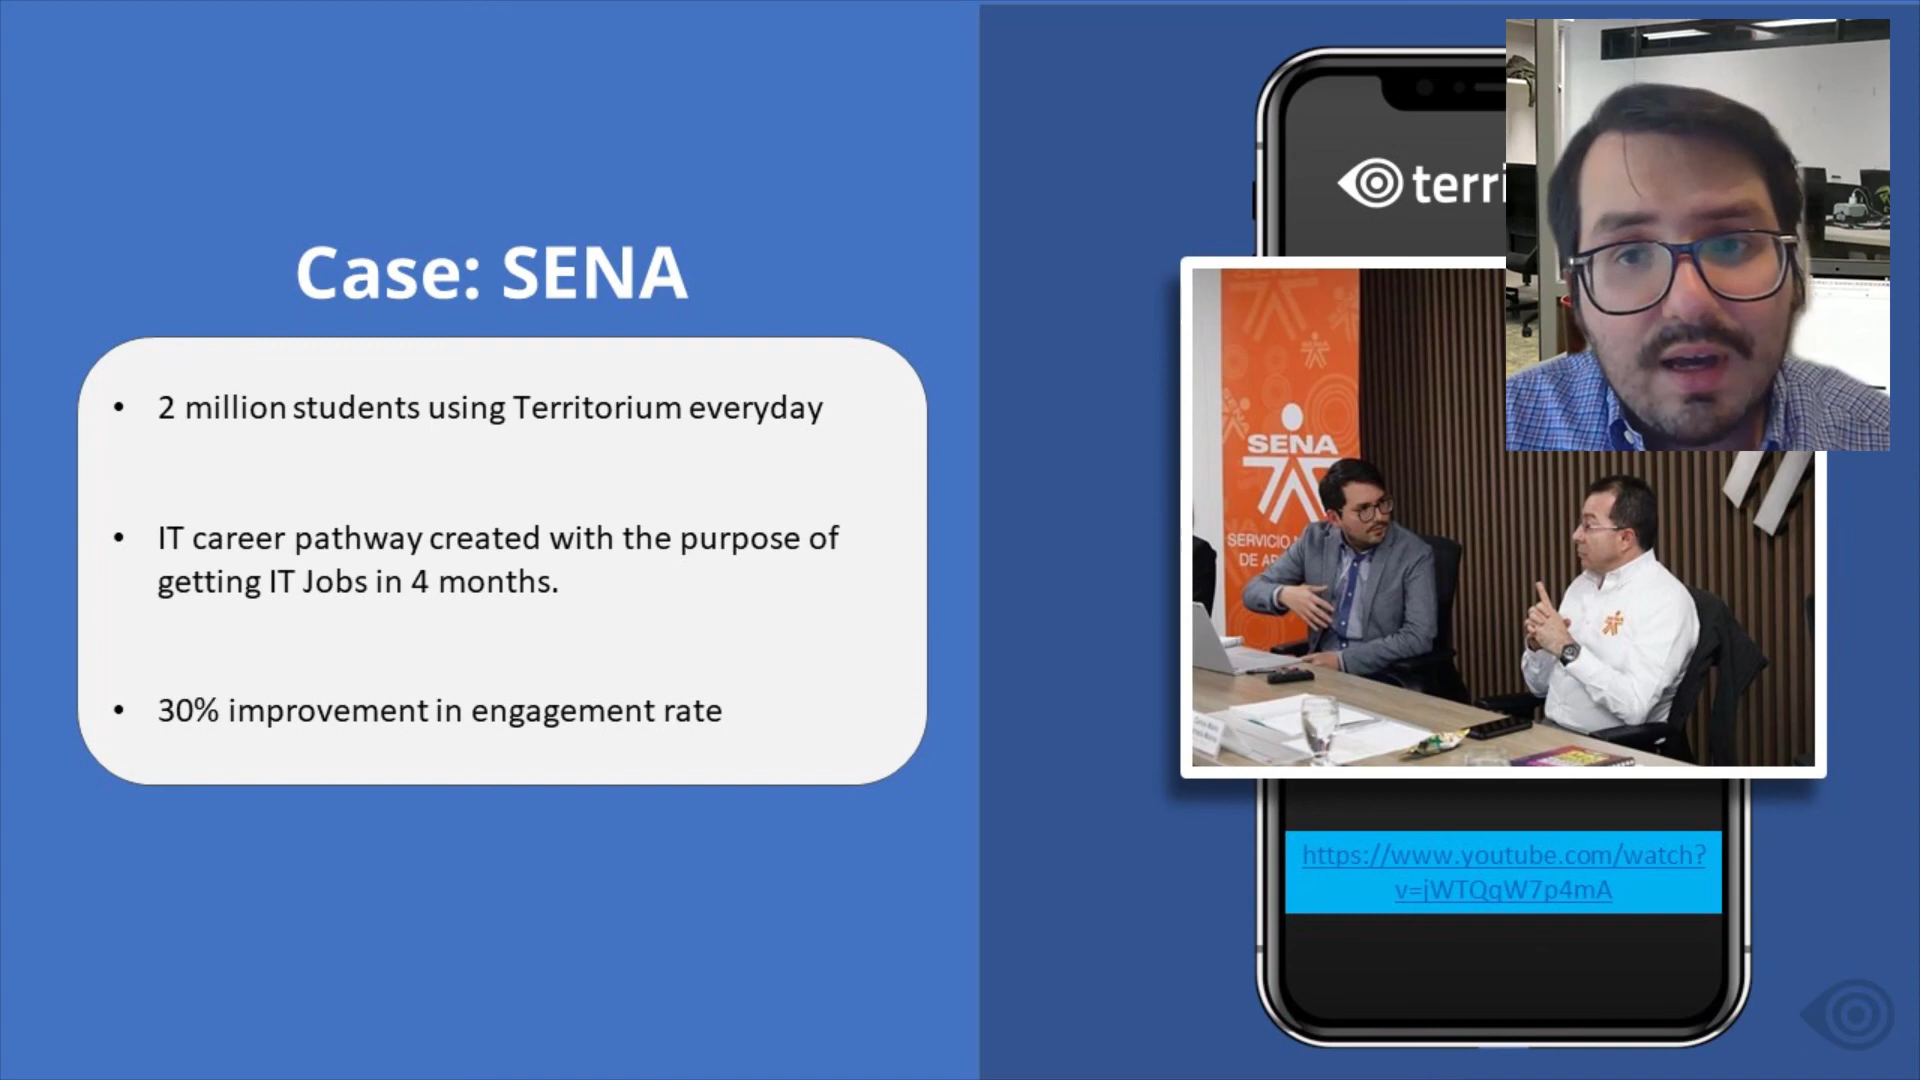 Case: SENA
• 2 million students using Territorium everyday
• IT career pathway created with the purpose of
getting IT Jobs in 4 months.
• 30% improvement in engagement rate
terri
SENA
SENA
SERVICIO
DE
https://www.youtube.com/watch?
v=jWTQqW7p4mA